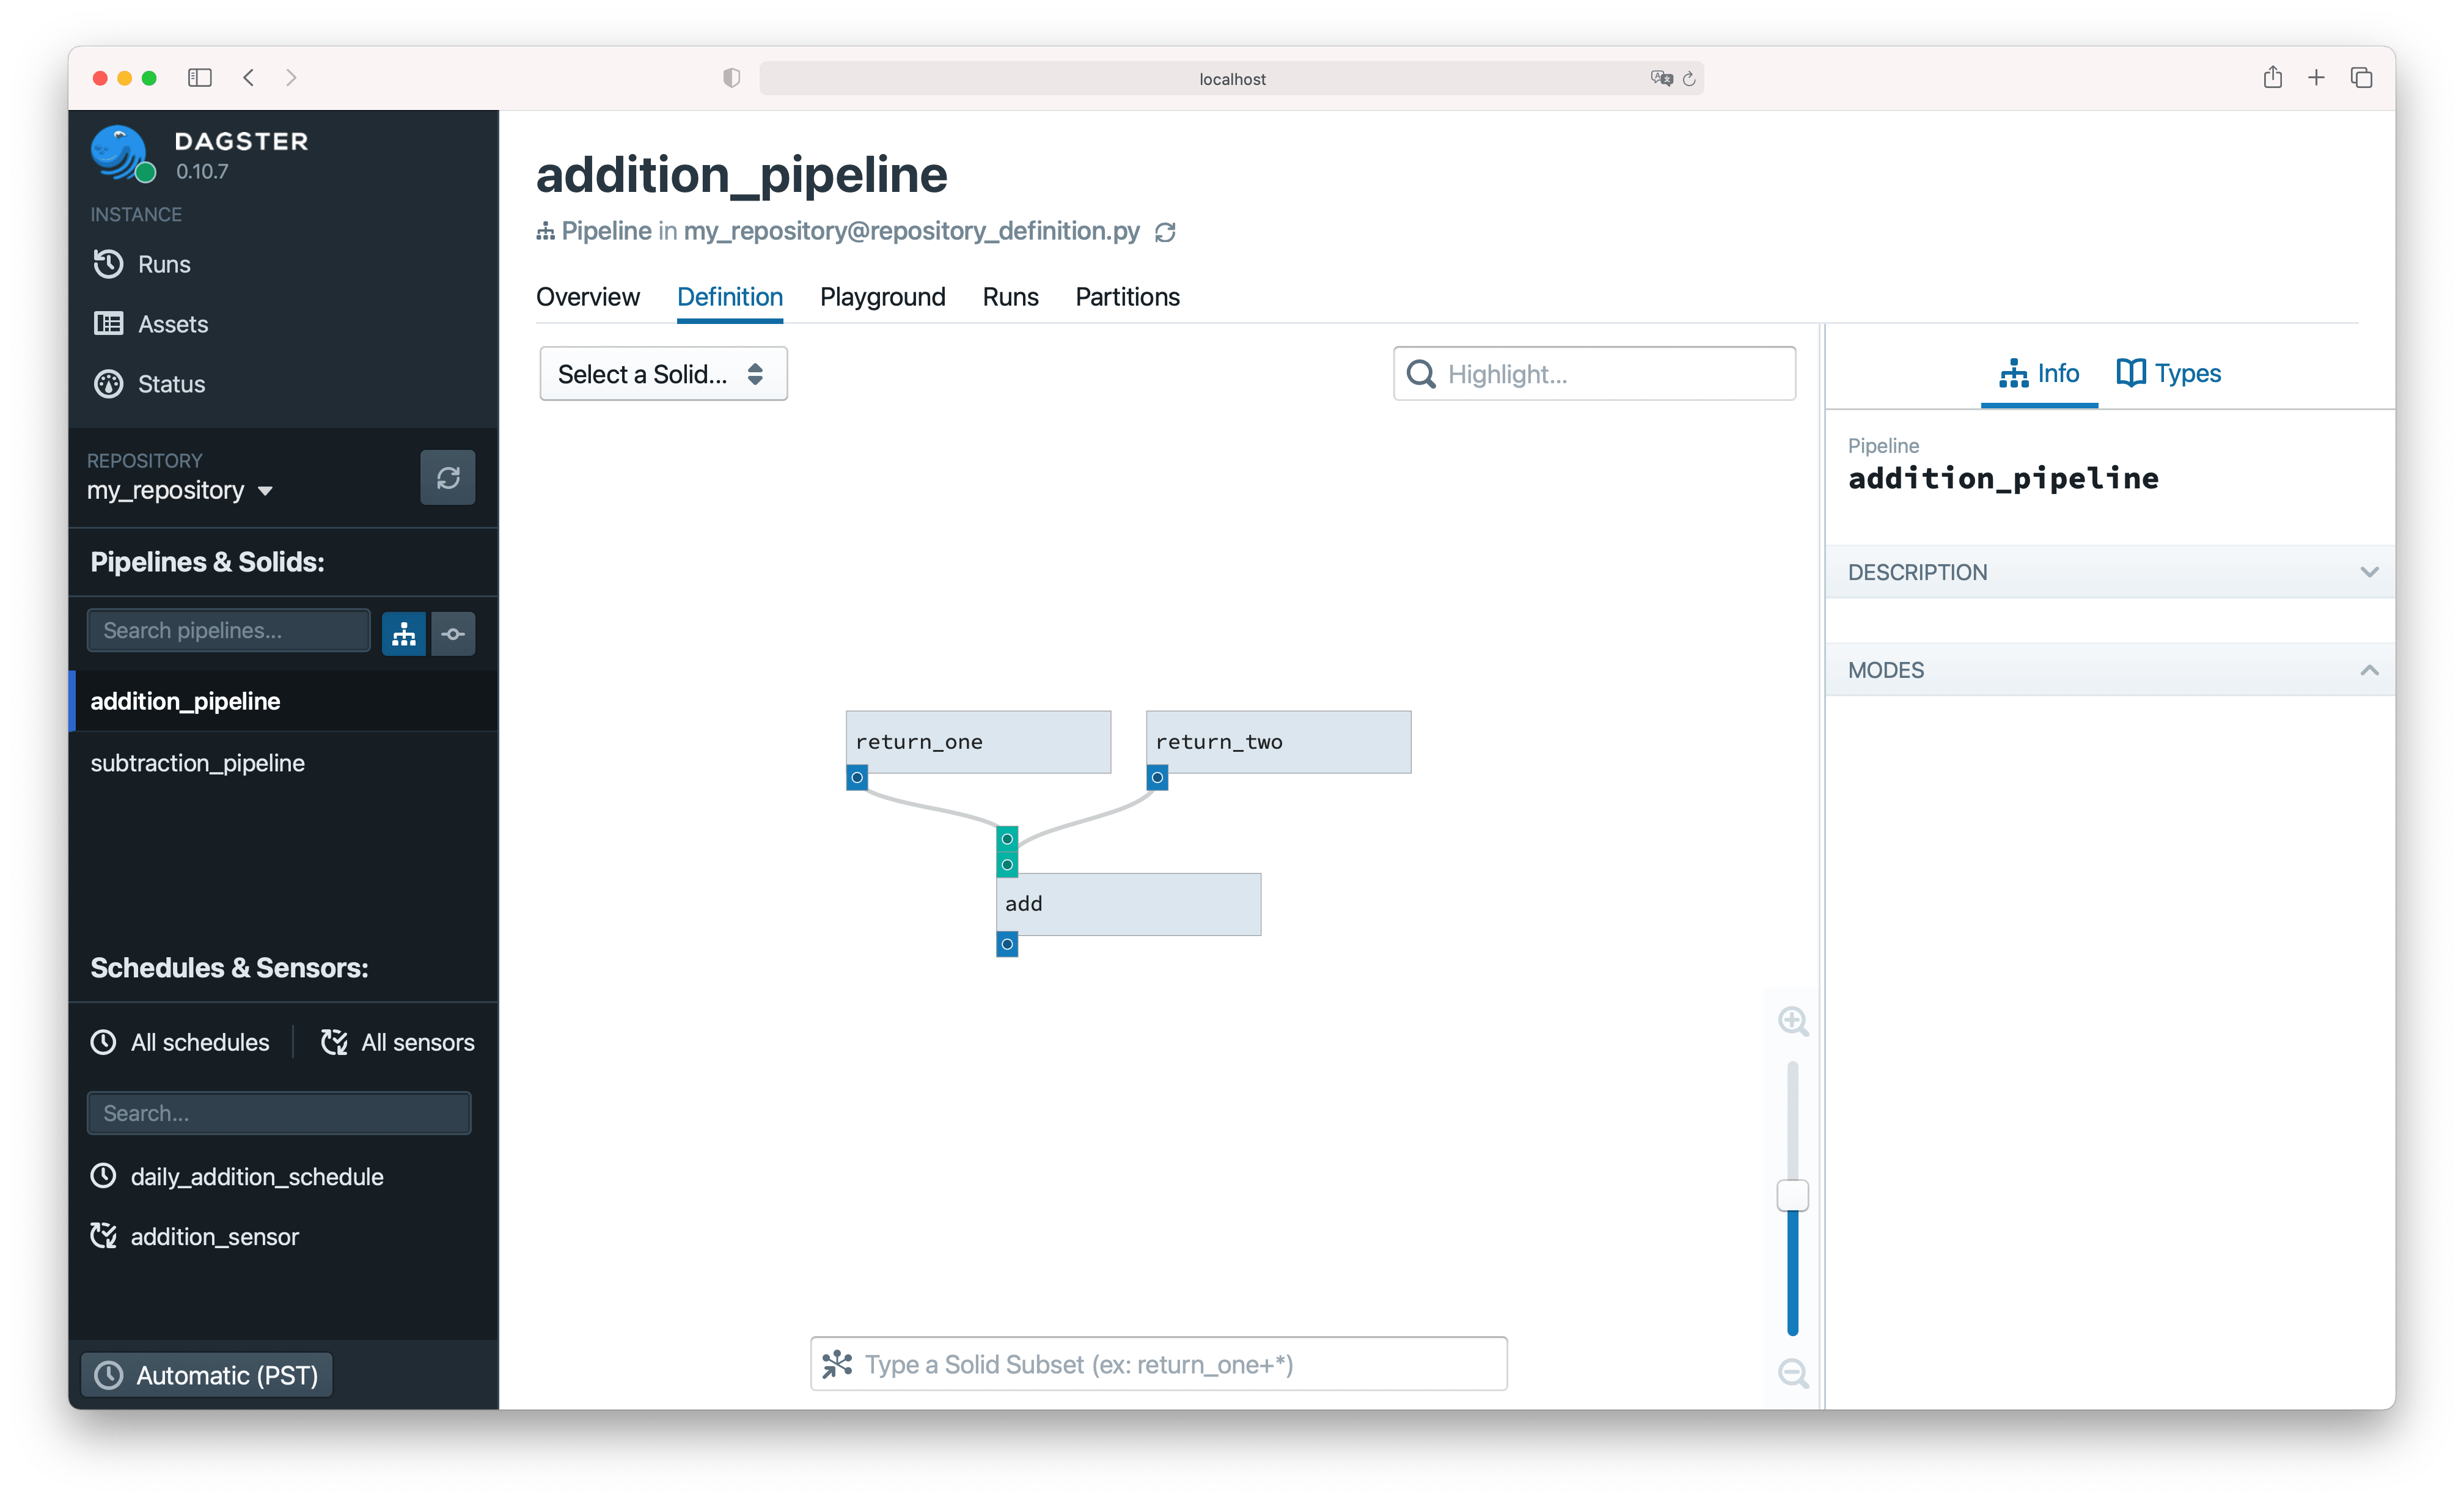 localhost
DAGSTER
0.10.7
INSTANCE
Runs
Assets
Status
REPOSITORY
my_repository
Pipelines & Solids:
Search pipelines...
addition_pipeline
subtraction_pipeline
Schedules & Sensors:
All schedules
All sensors
Search...
daily_addition_schedule
addition_sensor
Automatic (PST)
addition_pipeline
Pipeline in my_repository@repository_definition.py
Overview Definition Playground Runs Partitions
Select a Solid...
Highlight...
return_one
return_two
add
Type a Solid Subset (ex: return_one+*)
Info
Types
Pipeline
addition_pipeline
DESCRIPTION
MODES